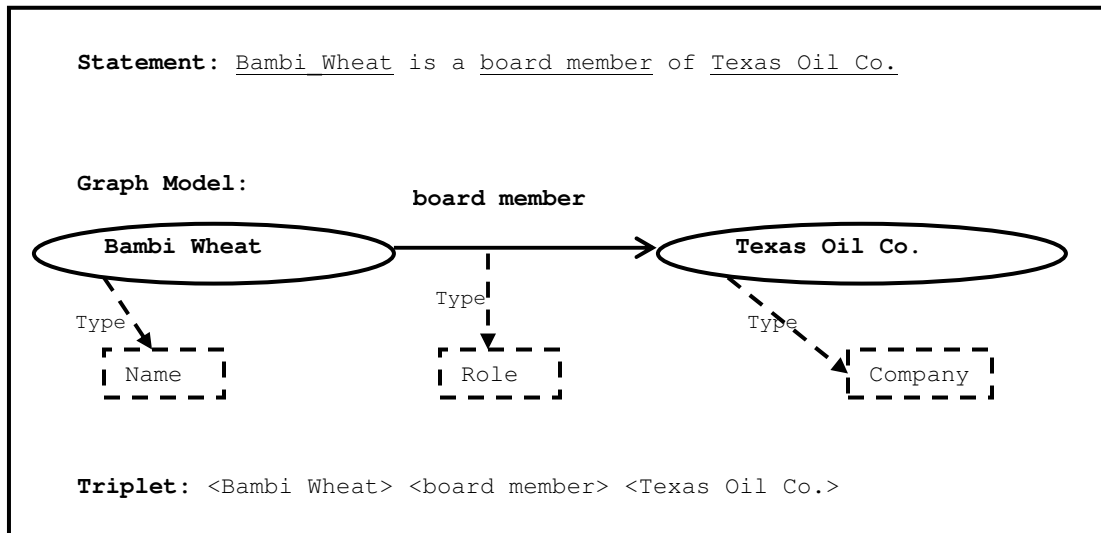 Statement: Bambi_Wheat is a board member of Texas Oil Co.
Graph Model:
board member
Bambi Wheat
Texas Oil Co.
Type
Type
Type
Name
Role
Company
Triplet: <Bambi Wheat> <board member> <Texas Oil Co.>